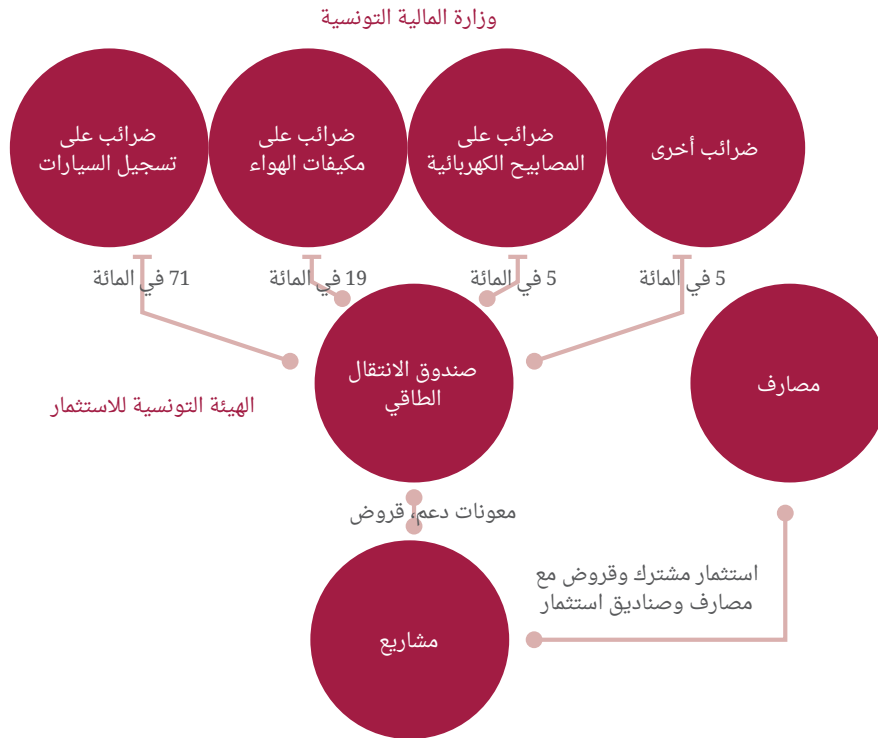 وزارة المالية التونسية
ضرائب أخرى
ضرائب على
المصابيح الكهربائية
ضرائب على
مكيفات الهواء
ضرائب على
تسجيل السيارات
5 في المائة
5 في المائة
19 في المائة
71 في المائة
صندوق الانتقال
الطاقي
مصارف
الهيئة التونسية للاستثمار
معونات دعم، قروض
استثمار مشترك وقروض مع
مصارف وصناديق استثمار
مشاريع